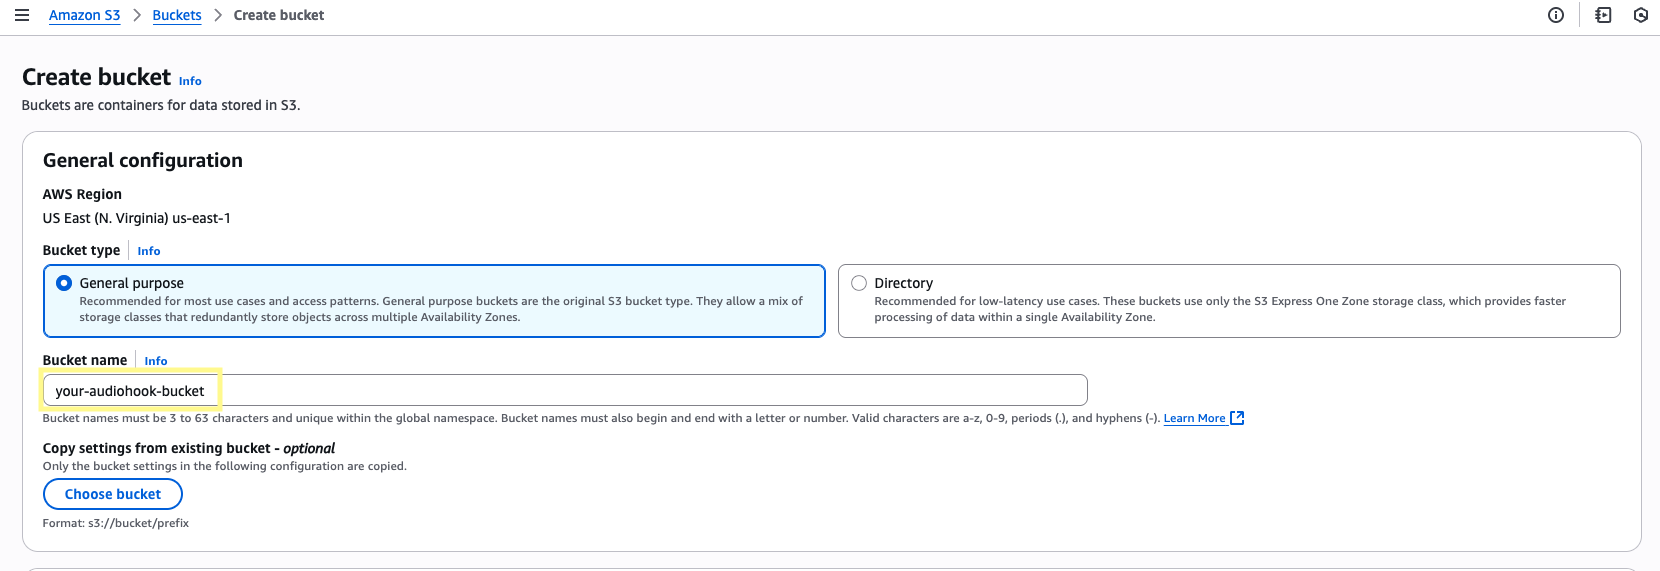 Amazon S3 > Buckets > Create bucket
Create bucket Info
Buckets are containers for data stored in S3.
General configuration
AWS Region
US East (N. Virginia) us-east-1
Bucket type Info
General purpose
Recommended for most use cases and access patterns. General purpose buckets are the original S3 bucket type. They allow a mix of
storage classes that redundantly store objects across multiple Availability Zones.
Directory
Recommended for low-latency use cases. These buckets use only the S3 Express One Zone storage class, which provides faster
processing of data within a single Availability Zone.
Bucket name Info
your-audiohook-bucket
Bucket names must be 3 to 63 characters and unique within the global namespace. Bucket names must also begin and end with a letter or number. Valid characters are a-z, 0-9, periods (.), and hyphens (-). Learn More
Copy settings from existing bucket - optional
Only the bucket settings in the following configuration are copied.
Choose bucket
Format: s3://bucket/prefix